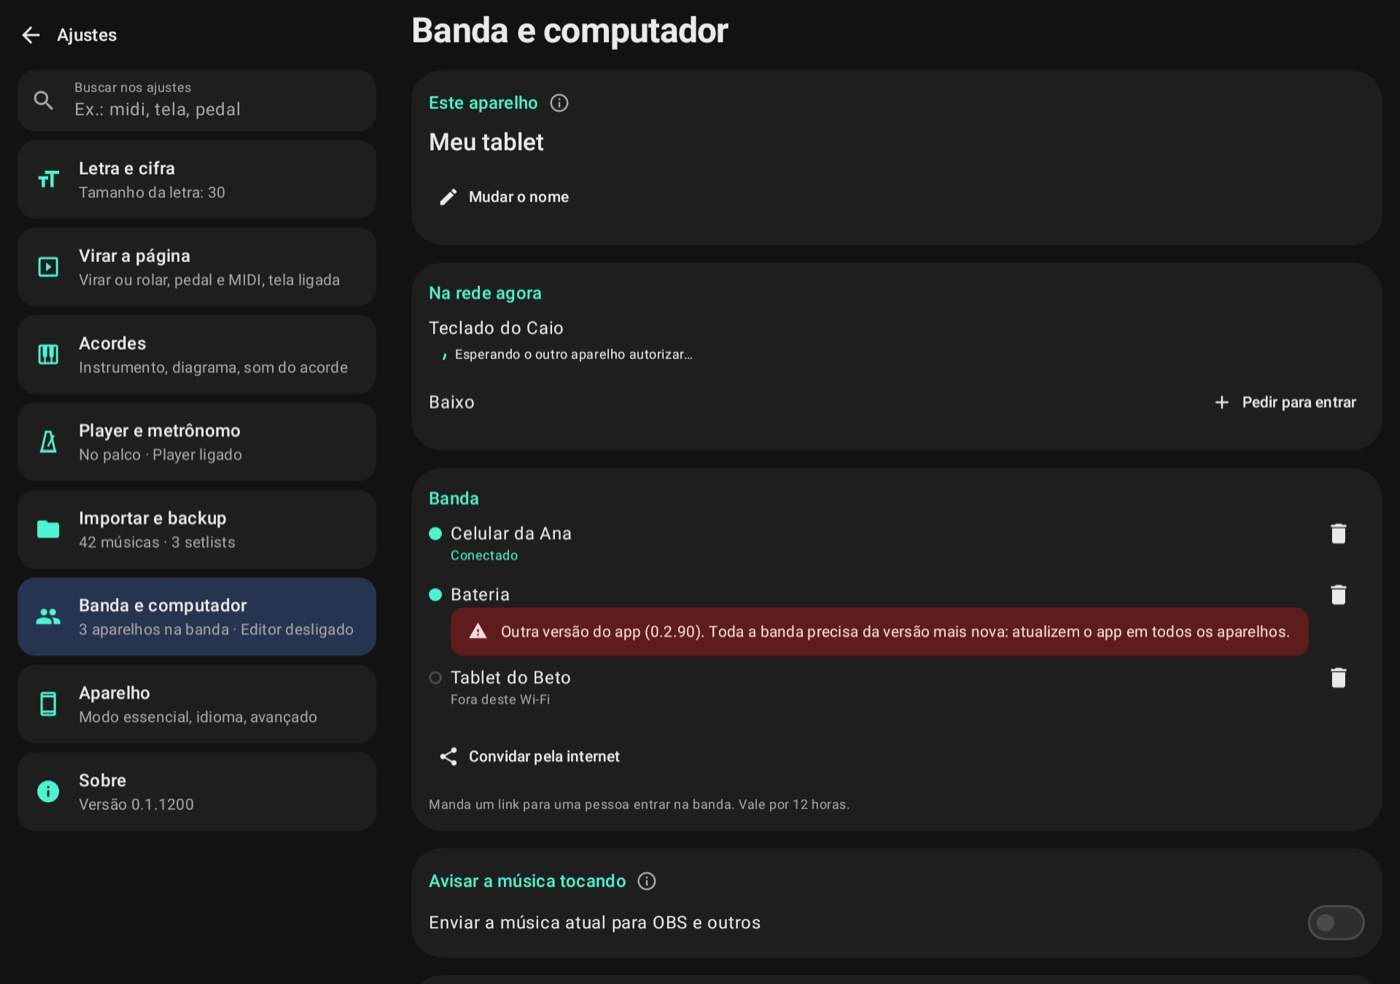 Ajustes
Buscar nos ajustes
Ex.: midi, tela, pedal
Letra e cifra
Tamanho da letra: 30
Virar a página
Virar ou rolar, pedal e MIDI, tela ligada
Acordes
Instrumento, diagrama, som do acorde
Player e metrônomo
No palco · Player ligado
Importar e backup
42 músicas · 3 setlists
Banda e computador
3 aparelhos na banda · Editor desligado
Aparelho
Modo essencial, idioma, avançado
Sobre
Versão 0.1.1200
Banda e computador
Este aparelho
Meu tablet
Mudar o nome
Na rede agora
Teclado do Caio
Esperando o outro aparelho autorizar...
Baixo
Pedir para entrar
Banda
Celular da Ana
Conectado
Bateria
Outra versão do app (0.2.90). Toda a banda precisa da versão mais nova: atualizem o app em todos os aparelhos.
Tablet do Beto
Fora deste Wi-Fi
Convidar pela internet
Manda um link para uma pessoa entrar na banda. Vale por 12 horas.
Avisar a música tocando
Enviar a música atual para OBS e outros